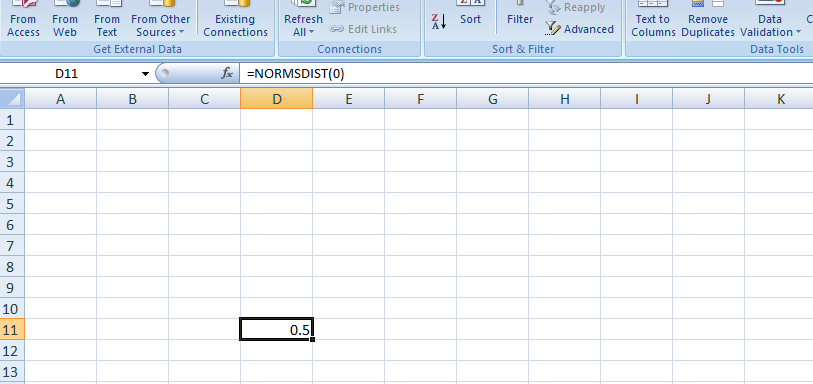 From Access
From Web
From Text
From Other Sources
Existing Connections
Get External Data
Refresh All
Properties
Edit Links
Connections
Z A
Sort
Filter
Reapply
Advanced
Sort & Filter
Text to Columns
Remove Duplicates
Data Validation
Data Tools
D11
fx
=NORMSDIST(0)
A B C D E F G H I J K
1
2
3
4
5
6
7
8
9
10
11 0.5
12
13